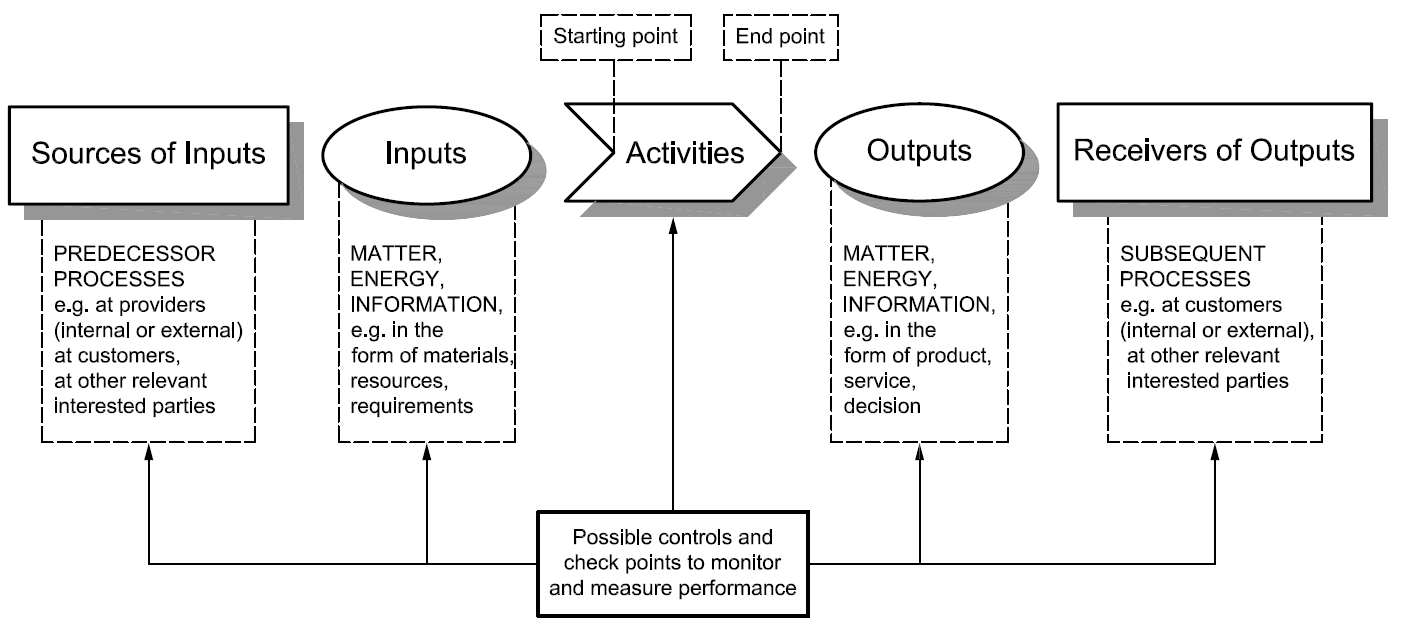 Starting point
End point
Sources of Inputs
Inputs
Activities
Outputs
Receivers of Outputs
PREDECESSOR
PROCESSES
e.g. at providers
(internal or external)
at customers,
at other relevant
interested parties
MATTER,
ENERGY,
INFORMATION,
e.g. in the
form of materials,
resources,
requirements
MATTER,
ENERGY,
INFORMATION,
e.g. in the
form of product,
service,
decision
SUBSEQUENT
PROCESSES
e.g. at customers
(internal or external),
at other relevant
interested parties
Possible controls and
check points to monitor
and measure performance